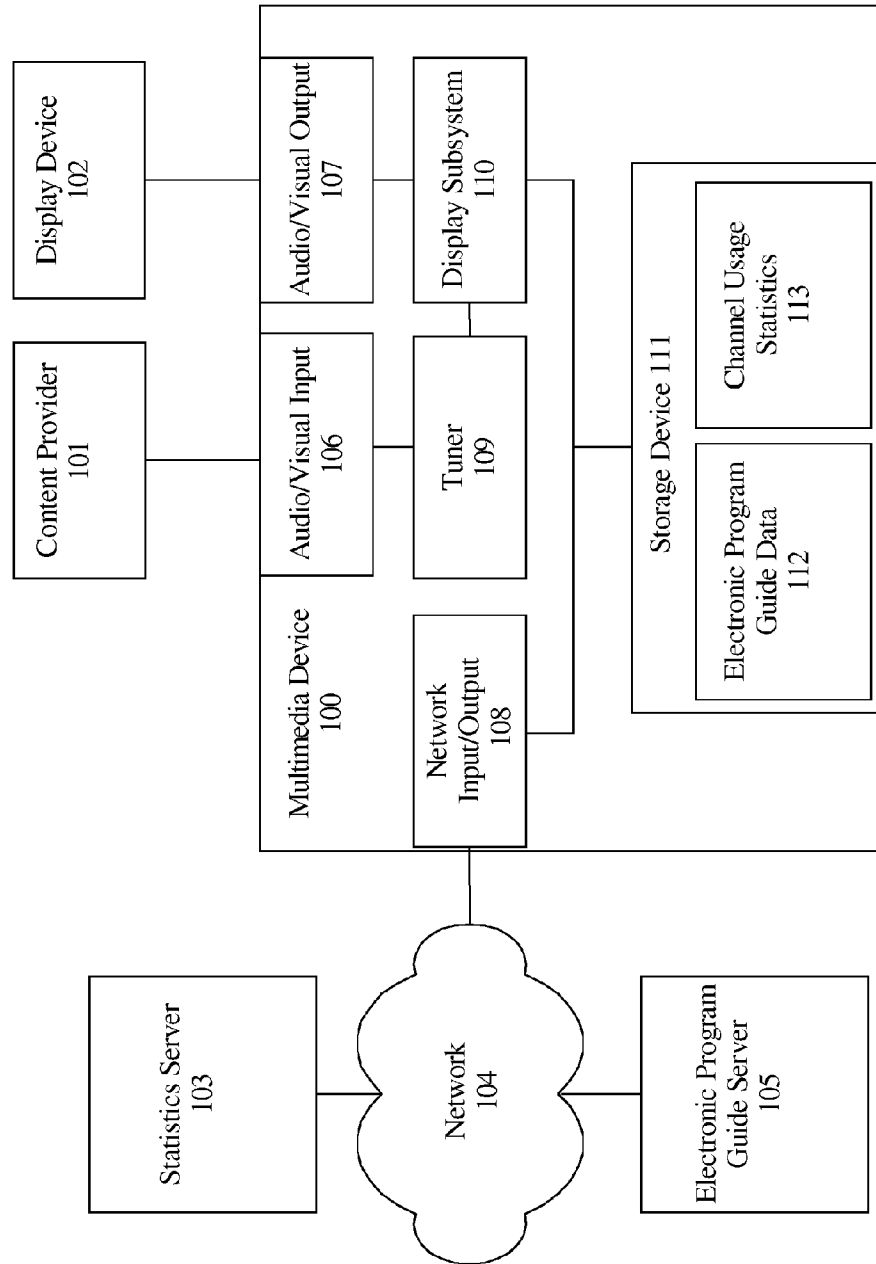 Statistics Server
103
Network
104
Electronic Program
Guide Server
105
Content Provider
101
Display Device
102
Multimedia Device
100
Audio/Visual Input
106
Audio/Visual Output
107
Network
Input/Output
108
Tuner
109
Display Subsystem
110
Storage Device 111
Electronic Program
Guide Data
112
Channel Usage
Statistics
113